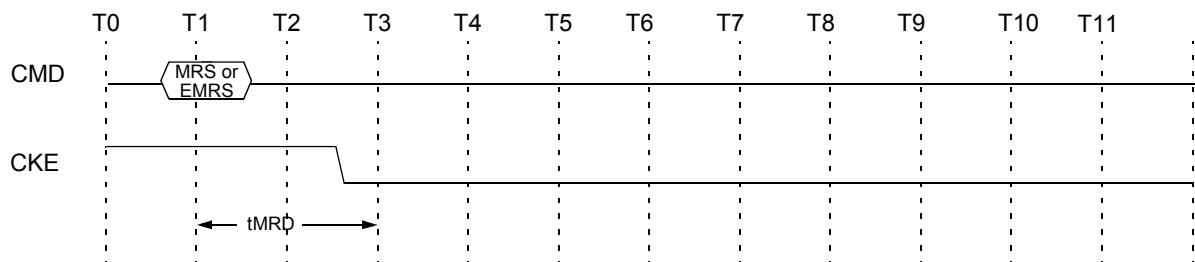 T0 T1 T2 T3 T4 T5 T6 T7 T8 T9 T10 T11
CMD
MRS or
EMRS
CKE
tMRD